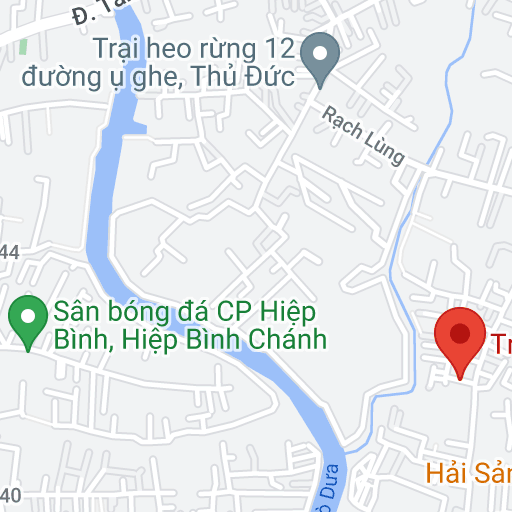 Đ. Ta
Trại heo rừng 12
đường ụ ghe, Thủ Đức
Rạch Lùng
44
Sân bóng đá CP Hiệp
Bình, Hiệp Bình Chánh
Tr
Hải Sản
Dưa
40